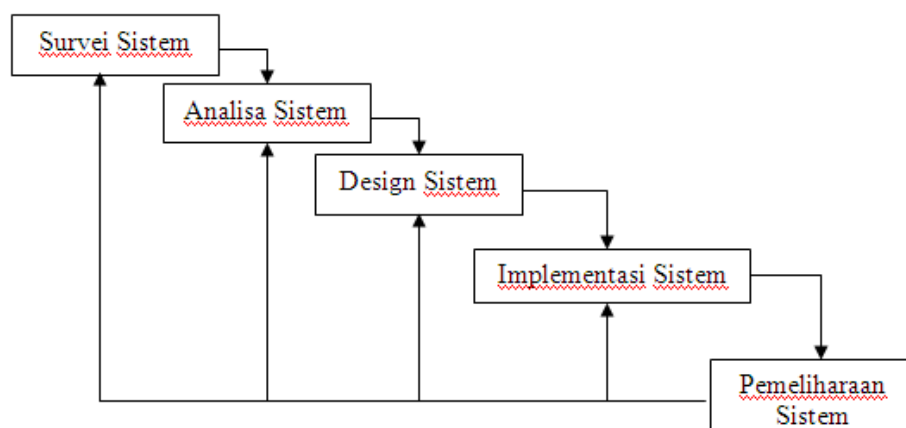 Survei Sistem
Analisa Sistem
Design Sistem
Implementasi Sistem
Pemeliharaan
Sistem